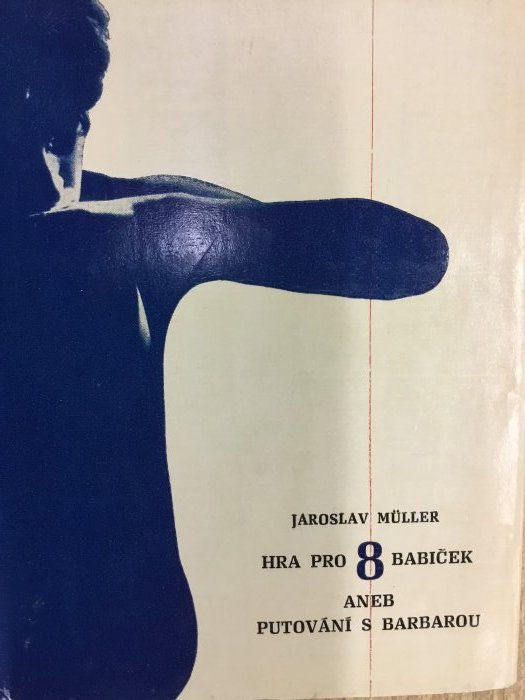 JAROSLAV MÜLLER
HRA PRO 8 BABIČEK
ANEB
PUTOVÁNÍ S BARBAROU